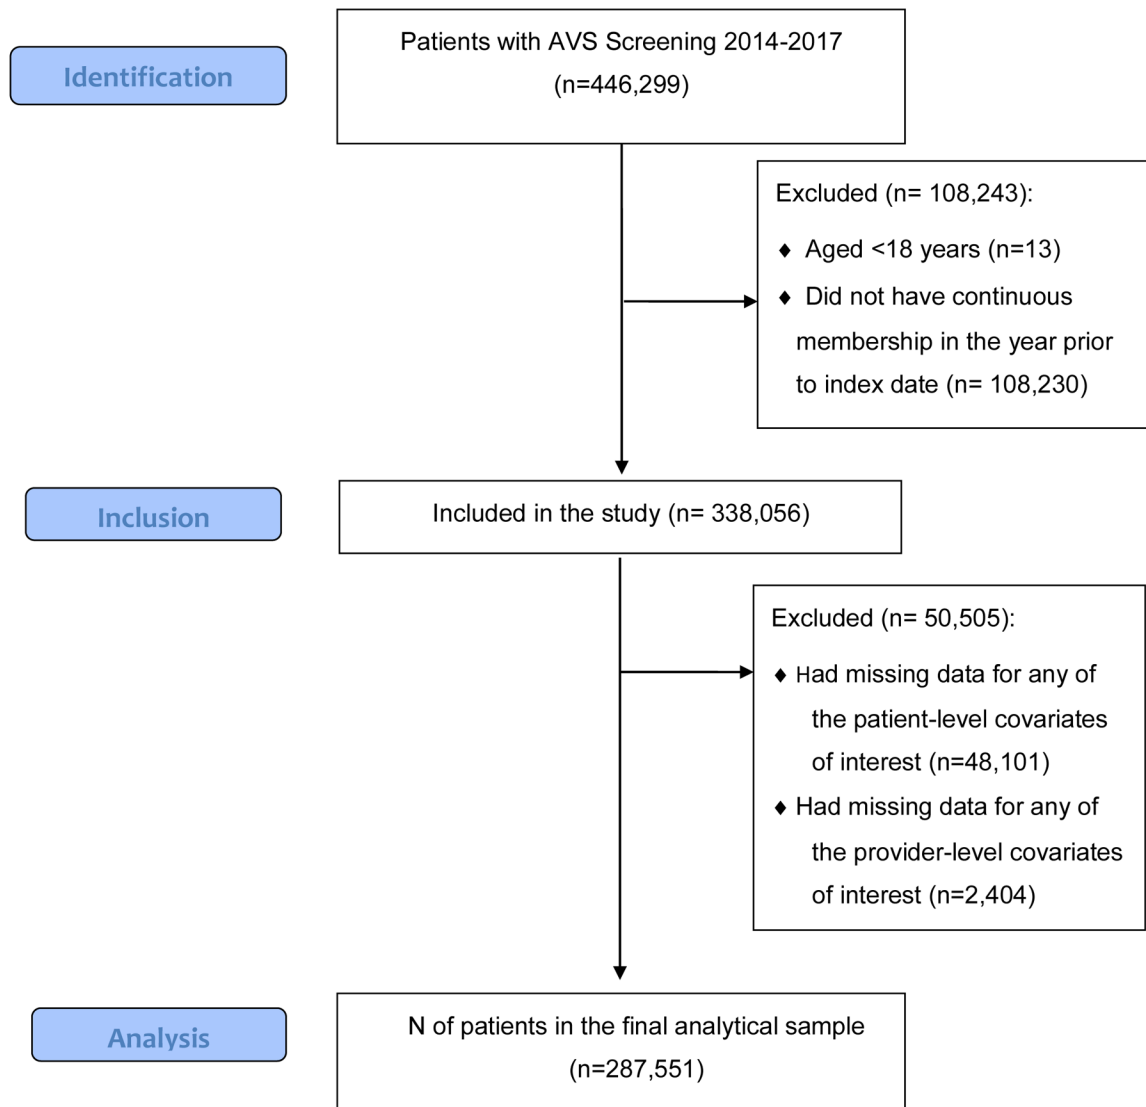 Identification
Patients with AVS Screening 2014-2017
(n=446,299)
Excluded (n= 108,243):
♦ Aged <18 years (n=13)
♦ Did not have continuous
membership in the year prior
to index date (n= 108,230)
Inclusion
Included in the study (n= 338,056)
Excluded (n= 50,505):
♦ Had missing data for any of
the patient-level covariates
of interest (n=48,101)
♦ Had missing data for any of
the provider-level covariates
of interest (n=2,404)
Analysis
N of patients in the final analytical sample
(n=287,551)